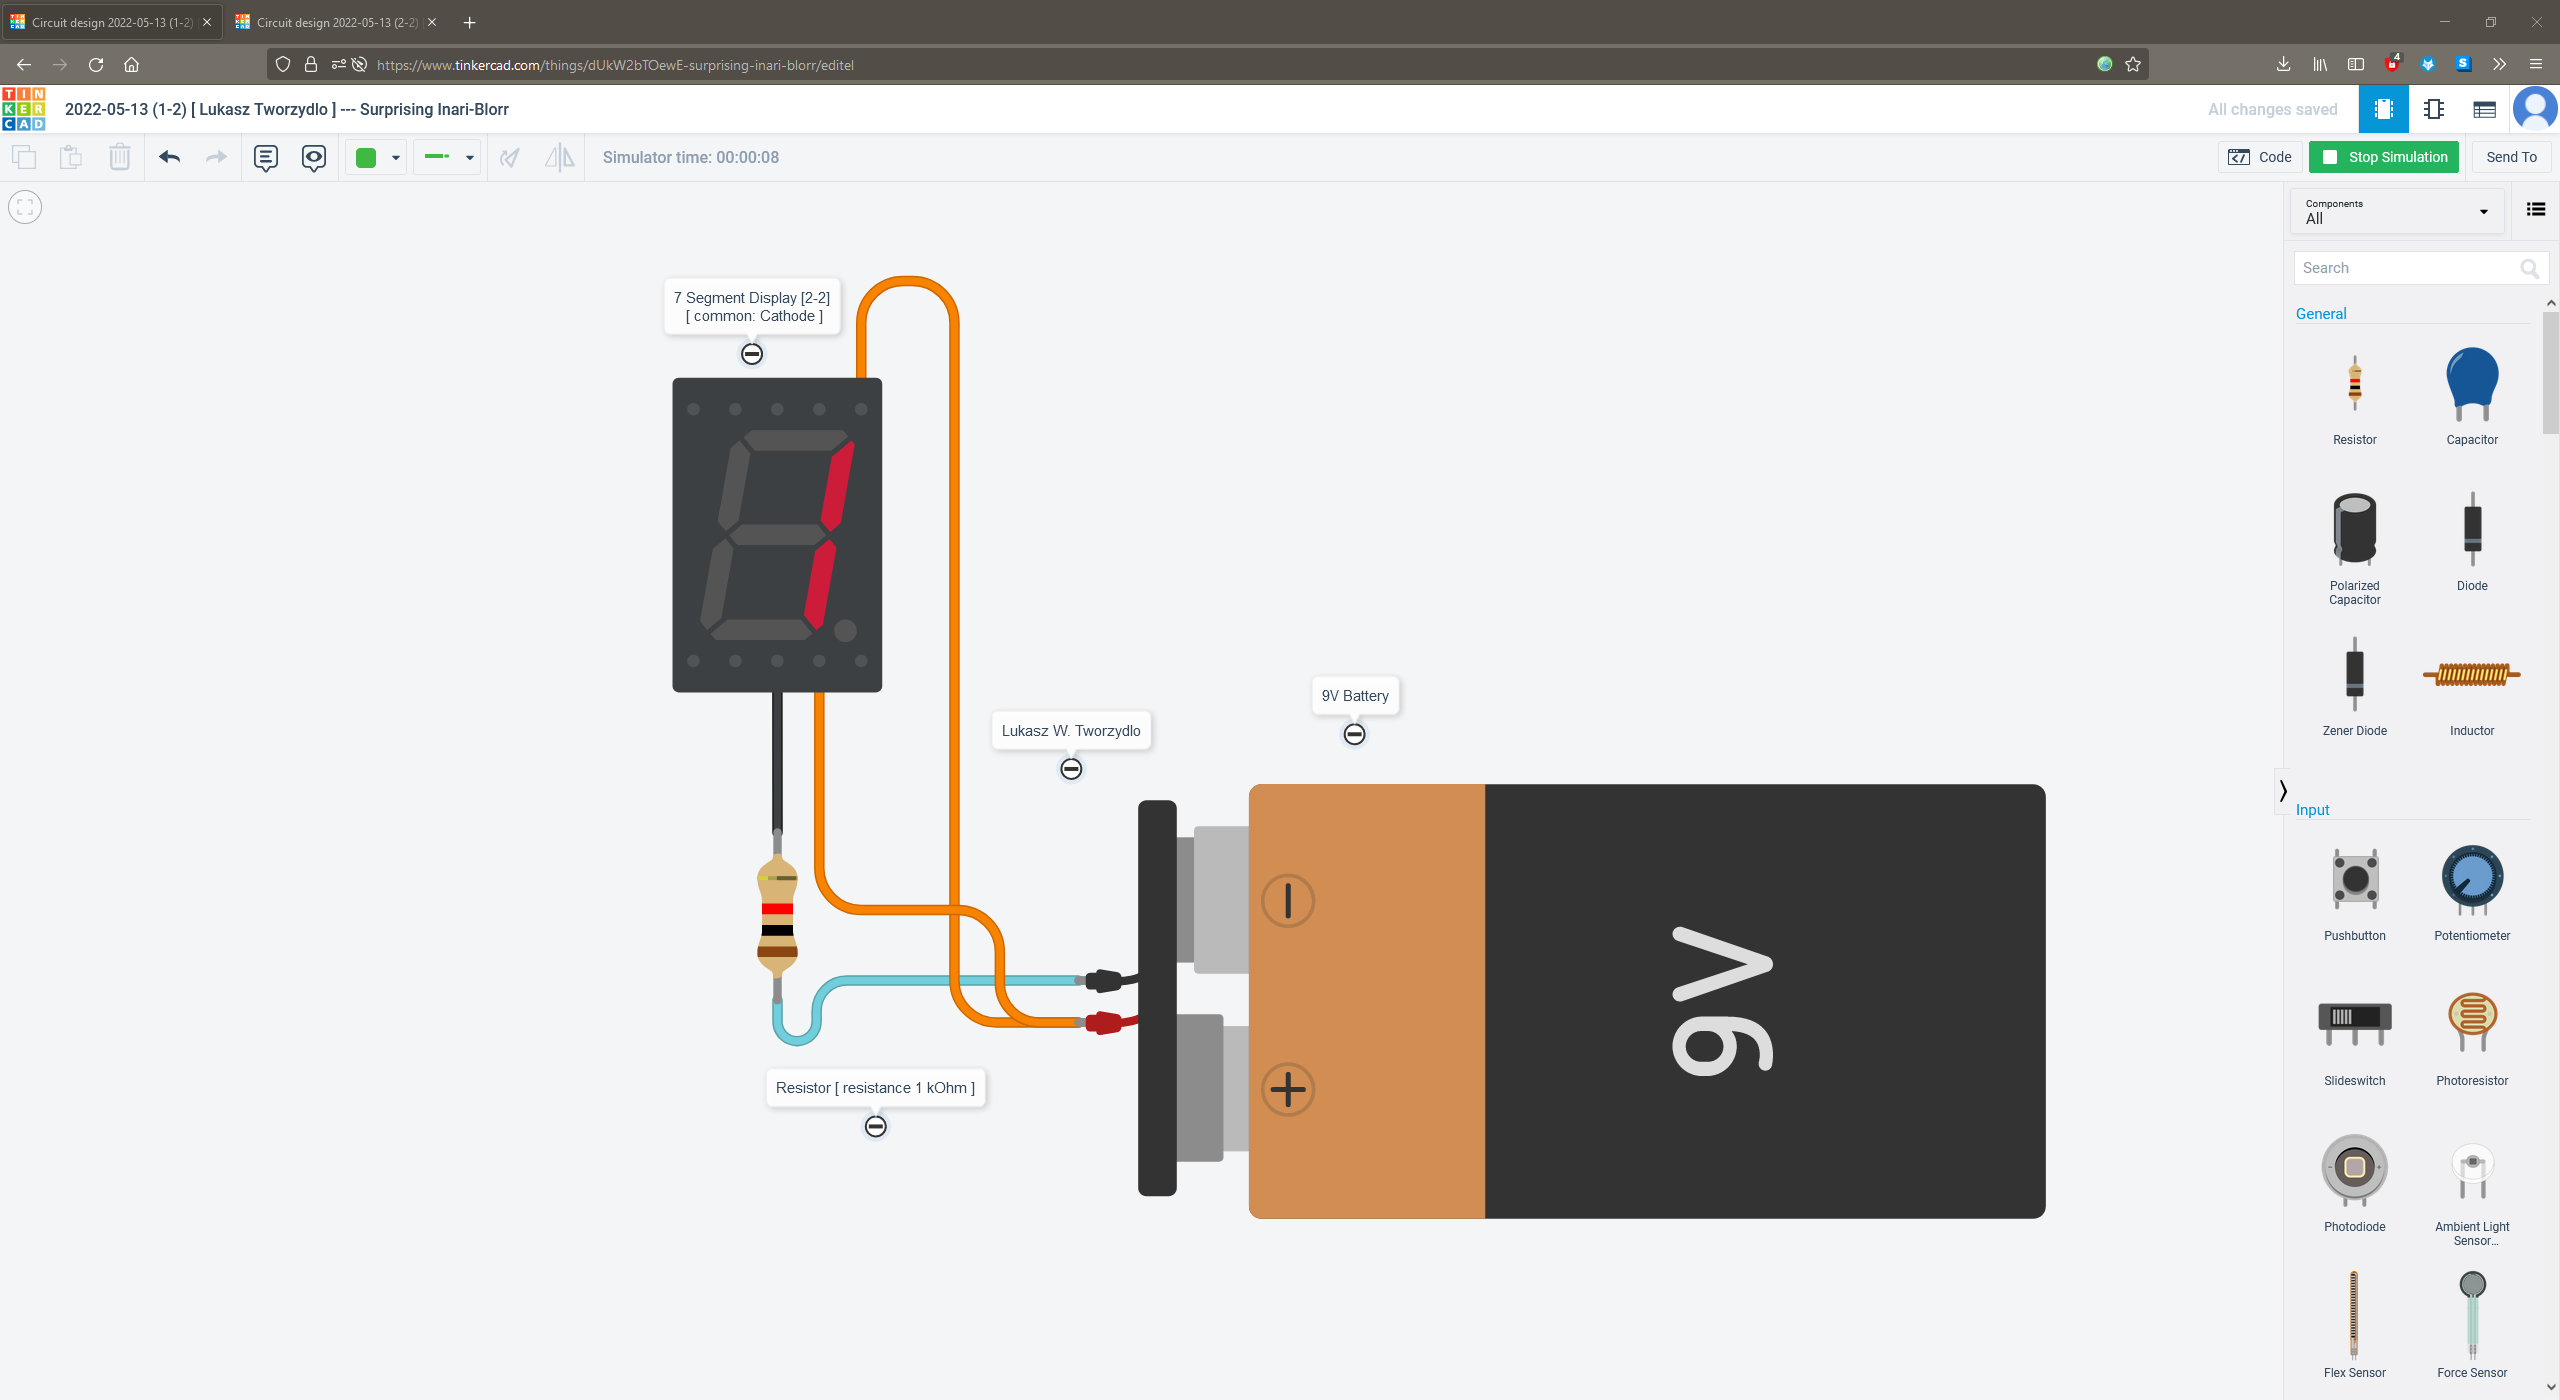 Circuit design 2022-05-13 (1-2)
Circuit design 2022-05-13 (2-2)
https://www.tinkercad.com/things/dUkW2bTOewE-surprising-inari-blorr/editel
4
S
TIN
KER
CAD
2022-05-13 (1-2) [ Lukasz Tworzydlo ] --- Surprising Inari-Blorr
All changes saved
Simulator time: 00:00:08
Code
Stop Simulation
Send To
Components
All
Search
General
Resistor
Capacitor
Polarized
Capacitor
Diode
Zener Diode
Inductor
Input
Pushbutton
Potentiometer
Slideswitch
Photoresistor
Photodiode
Ambient Light
Sensor...
Flex Sensor
Force Sensor
7 Segment Display [2-2]
[ common: Cathode ]
Lukasz W. Tworzydlo
9V Battery
9V
Resistor [ resistance 1 kOhm ]